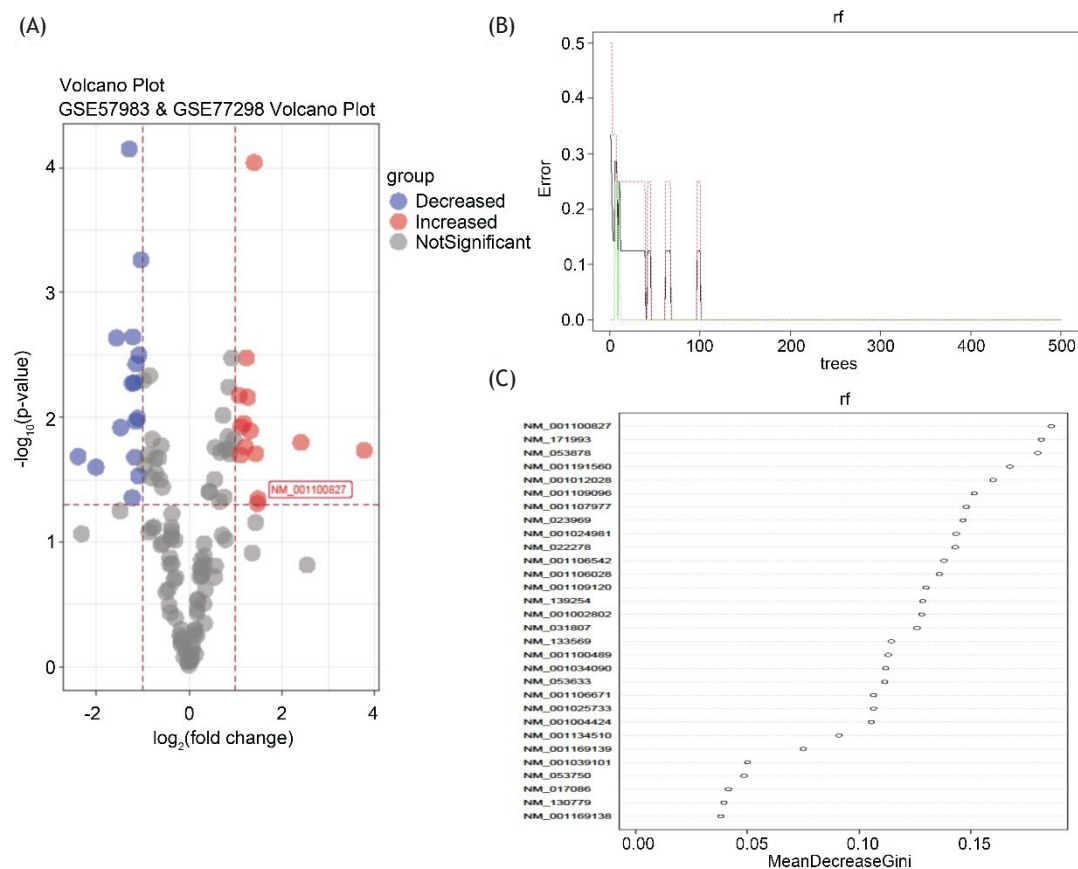 (A)
Volcano Plot
GSE57983 & GSE77298 Volcano Plot
4
3
2
1
0
-log10(p-value)
-2 0 2 4
log2(fold change)
group
Decreased
Increased
NotSignificant
NM_001100827
(B)
rf
0.5
0.4
0.3
0.2
0.1
0.0
Error
0 100 200 300 400 500
trees
(C)
rf
NM_001100827
NM_171993
NM_053878
NM_001191560
NM_001012028
NM_001109096
NM_001107977
NM_023969
NM_001024981
NM_022278
NM_001106542
NM_001106028
NM_001109120
NM_139254
NM_001002802
NM_031807
NM_133569
NM_001100489
NM_001034090
NM_053633
NM_001106671
NM_001025733
NM_001004424
NM_001134510
NM_001169139
NM_001039101
NM_053750
NM_017086
NM_130779
NM_001169138
0.00 0.05 0.10 0.15
MeanDecreaseGini